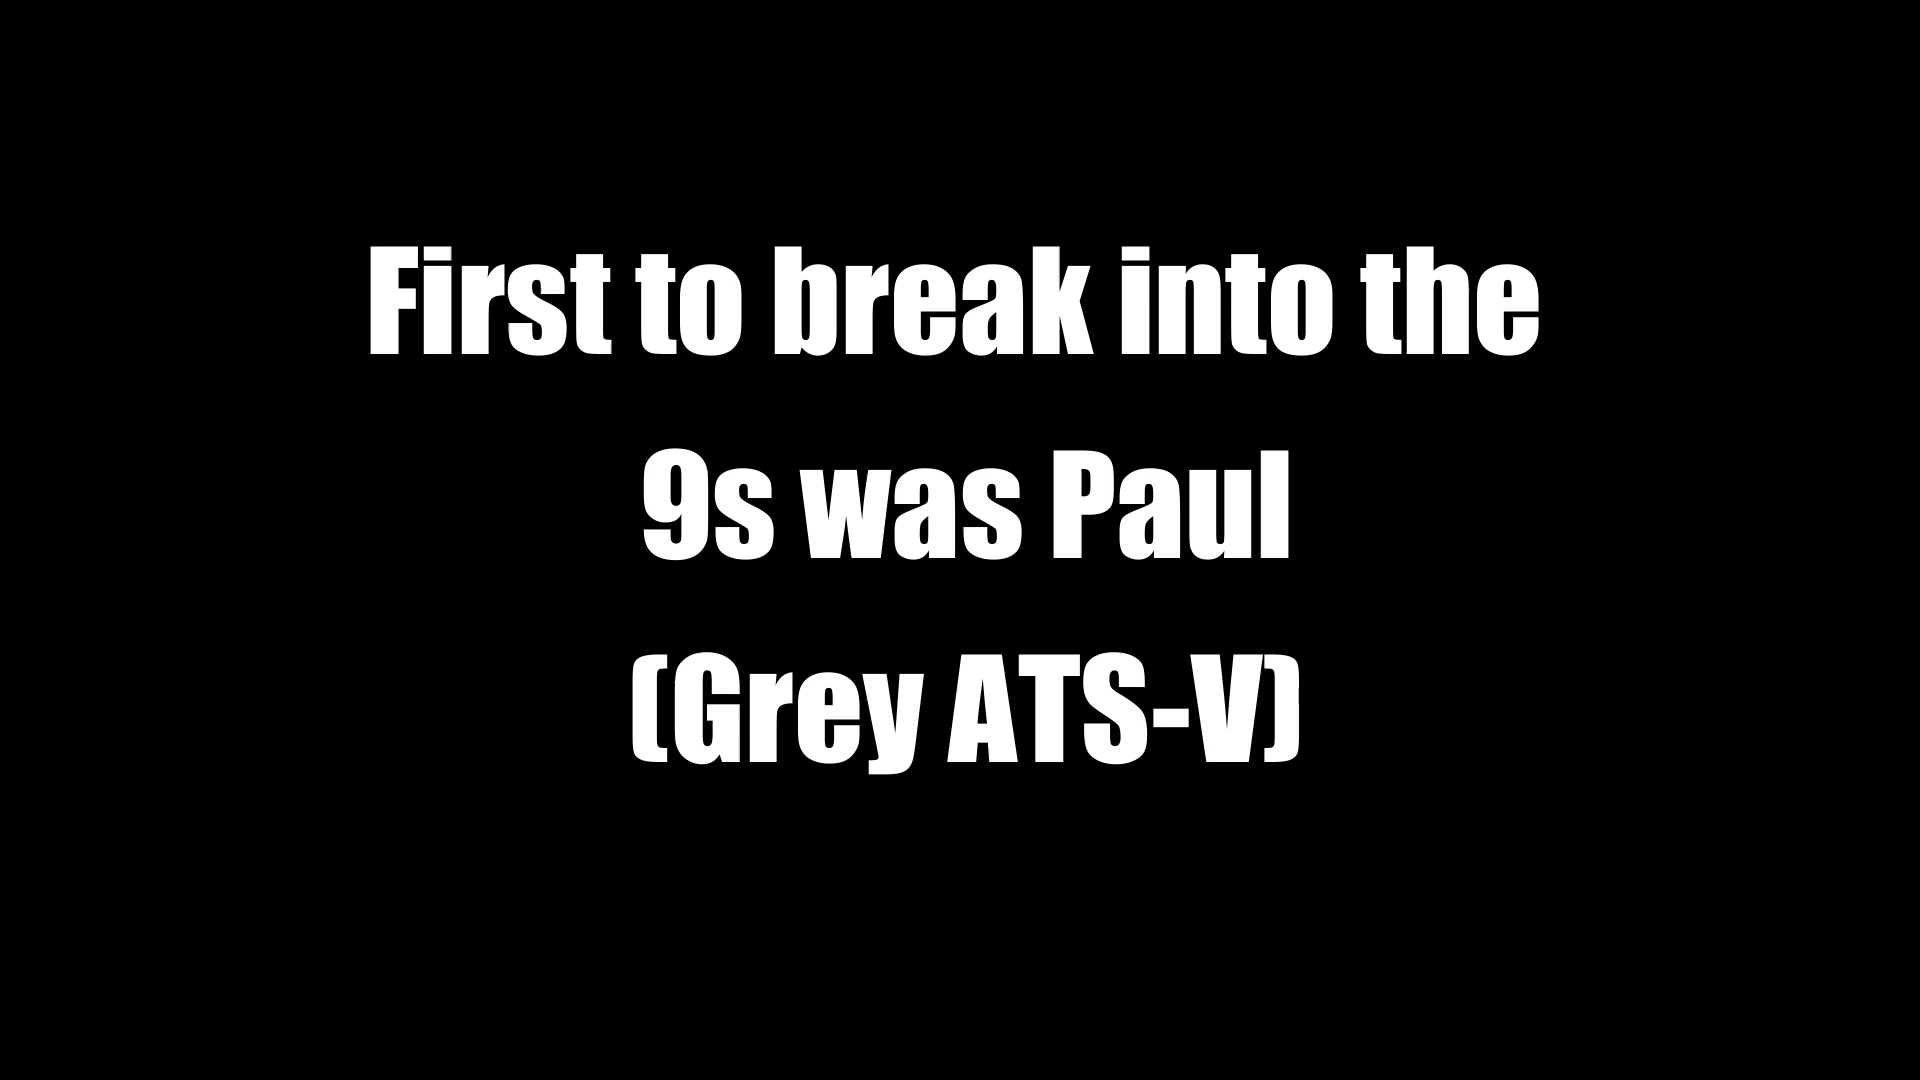 First to break into the
9s was Paul
(Grey ATS-V)